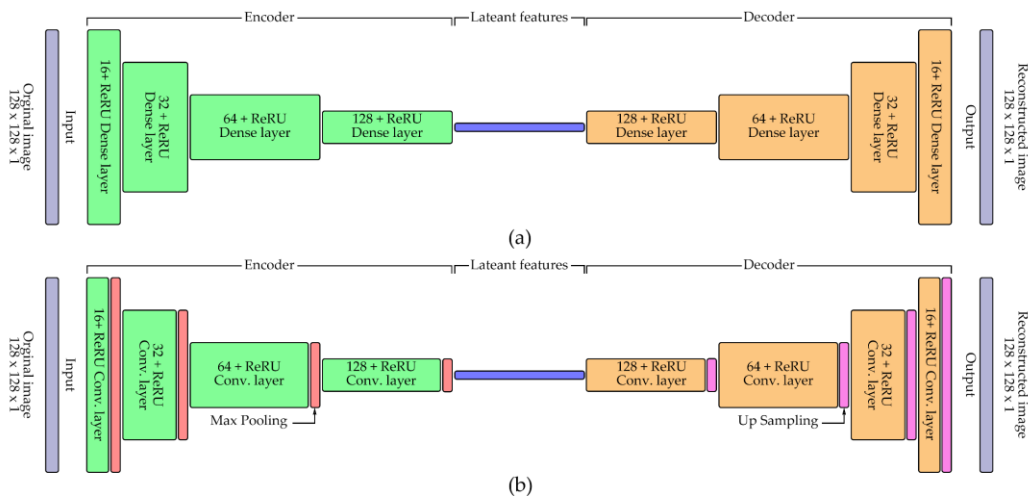 Encoder
Lateant features
Decoder
Orginal image
128 x 128 x 1
Input
16+ ReRU Dense layer
32 + ReRU
Dense layer
64 + ReRU
Dense layer
128 + ReRU
Dense layer
128 + ReRU
Dense layer
64 + ReRU
Dense layer
32 + ReRU
Dense layer
16+ ReRU Dense layer
Output
Reconstructed image
128 x 128 x 1
(a)
Encoder
Lateant features
Decoder
Orginal image
128 x 128 x 1
Input
16+ ReRU Conv. layer
32 + ReRU
Conv. layer
64 + ReRU
Conv. layer
128 + ReRU
Conv. layer
128 + ReRU
Conv. layer
64 + ReRU
Conv. layer
32 + ReRU
Conv. layer
16+ ReRU Conv. layer
Output
Reconstructed image
128 x 128 x 1
Max Pooling
Up Sampling
(b)